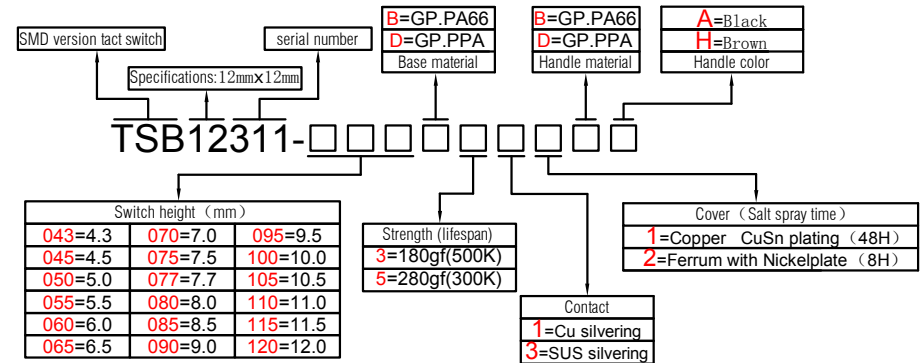 SMD version tact switch
serial number
Specifications:12mm×12mm
B=GP.PA66
D=GP.PPA
Base material
B=GP.PA66
D=GP.PPA
Handle material
A=Black
H=Brown
Handle color
TSB12311-□□□□□□□□□
Switch height（mm）
043=4.3 070=7.0 095=9.5
045=4.5 075=7.5 100=10.0
050=5.0 077=7.7 105=10.5
055=5.5 080=8.0 110=11.0
060=6.0 085=8.5 115=11.5
065=6.5 090=9.0 120=12.0
Strength (lifespan)
3=180gf(500K)
5=280gf(300K)
Contact
1=Cu silvering
3=SUS silvering
Cover（Salt spray time）
1=Copper CuSn plating（48H）
2=Ferrum with Nickelplate（8H）